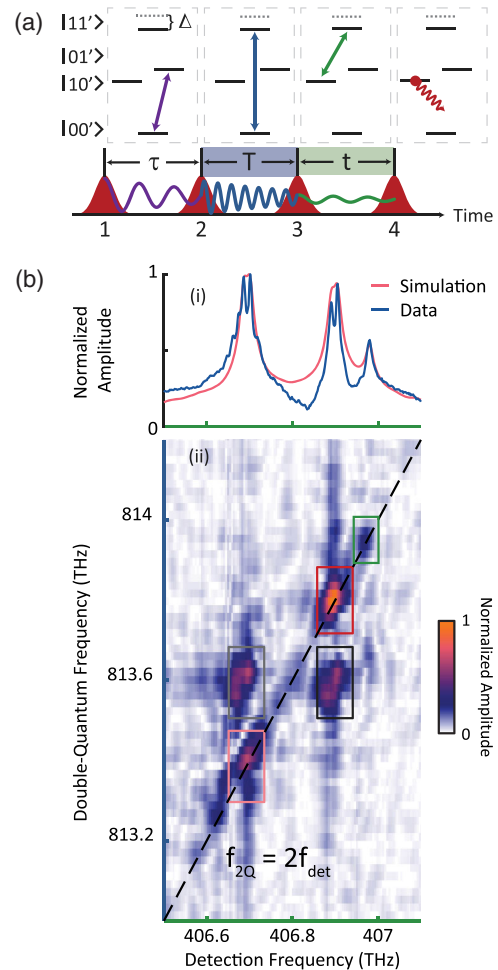 (a)
|11'>
} Δ
|01'>
|10'>
|00'>
τ
T
t
1
2
3
4
Time
(b)
(i)
Simulation
Data
Normalized
Amplitude
1
0
(ii)
Double-Quantum Frequency (THz)
814
813.6
813.2
f2Q = 2fdet
406.6
406.8
407
Detection Frequency (THz)
Normalized Amplitude
1
0